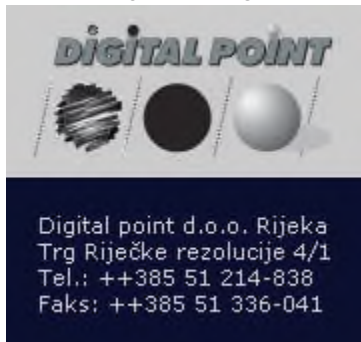 DIGITAL POINT
Digital point d.o.o. Rijeka
Trg Riječke rezolucije 4/1
Tel.: ++385 51 214-838
Faks: ++385 51 336-041